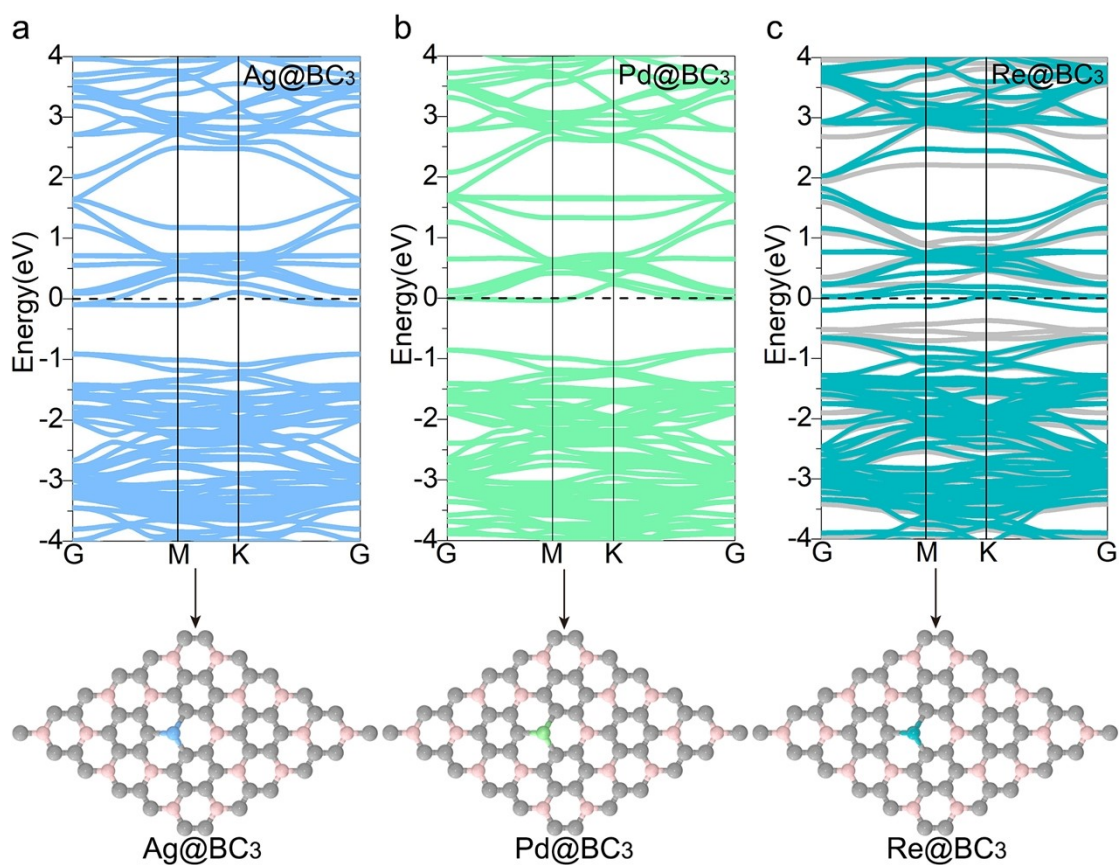 a
b
c
Ag@BC3
Pd@BC3
Re@BC3
Energy(eV)
4
3
2
1
0
-1
-2
-3
-4
G M K G
Energy(eV)
4
3
2
1
0
-1
-2
-3
-4
G M K G
Energy(eV)
4
3
2
1
0
-1
-2
-3
-4
G M K G
Ag@BC3
Pd@BC3
Re@BC3